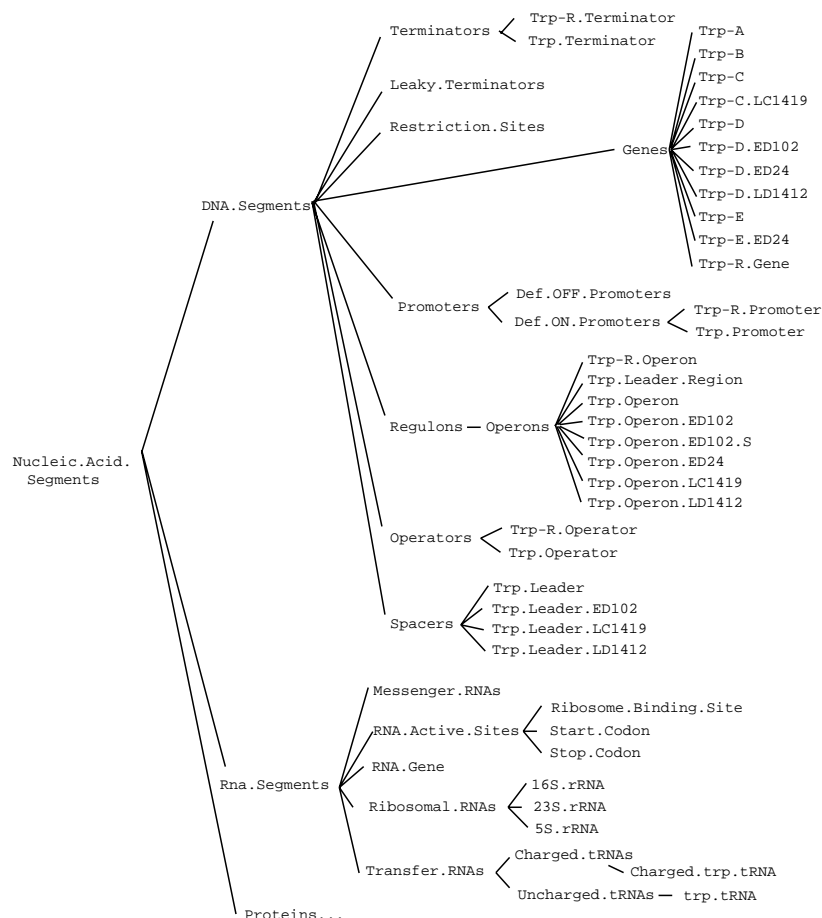 Nucleic.Acid.
Segments
DNA.Segments
Terminators
Trp-R.Terminator
Trp.Terminator
Leaky.Terminators
Restriction.Sites
Genes
Trp-A
Trp-B
Trp-C
Trp-C.LC1419
Trp-D
Trp-D.ED102
Trp-D.ED24
Trp-D.LD1412
Trp-E
Trp-E.ED24
Trp-R.Gene
Promoters
Def.OFF.Promoters
Def.ON.Promoters
Trp-R.Promoter
Trp.Promoter
Regulons
Operons
Trp-R.Operon
Trp.Leader.Region
Trp.Operon
Trp.Operon.ED102
Trp.Operon.ED102.S
Trp.Operon.ED24
Trp.Operon.LC1419
Trp.Operon.LD1412
Operators
Trp-R.Operator
Trp.Operator
Spacers
Trp.Leader
Trp.Leader.ED102
Trp.Leader.LC1419
Trp.Leader.LD1412
Rna.Segments
Messenger.RNAs
RNA.Active.Sites
Ribosome.Binding.Site
Start.Codon
Stop.Codon
RNA.Gene
Ribosomal.RNAs
16S.rRNA
23S.rRNA
5S.rRNA
Transfer.RNAs
Charged.tRNAs
Charged.trp.tRNA
Uncharged.tRNAs
trp.tRNA
Proteins...